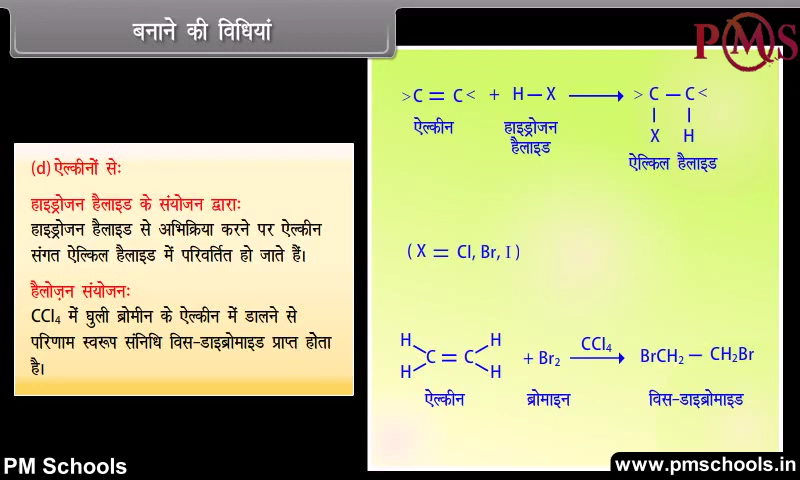 बनाने की विधियां
PMS
(d) ऐल्कीनों सेः
हाइड्रोजन हैलाइड के संयोजन द्वाराः
हाइड्रोजन हैलाइड से अभिक्रिया करने पर ऐल्कीन
संगत ऐल्किल हैलाइड में परिवर्तित हो जाते हैं।
हैलोज़न संयोजनः
CCl₄ में घुली ब्रोमीन के ऐल्कीन में डालने से
परिणाम स्वरूप संनिधि विस-डाइब्रोमाइड प्राप्त होता
है।
>C = C< + H – X ⟶ > C – C<
X H
ऐल्कीन हाइड्रोजन
हैलाइड
ऐल्किल हैलाइड
( X = Cl, Br, I )
H H
C = C + Br₂ CCl₄ ⟶ BrCH₂ – CH₂Br
H H
ऐल्कीन ब्रोमाइन विस-डाइब्रोमाइड
PM Schools
www.pmschools.in